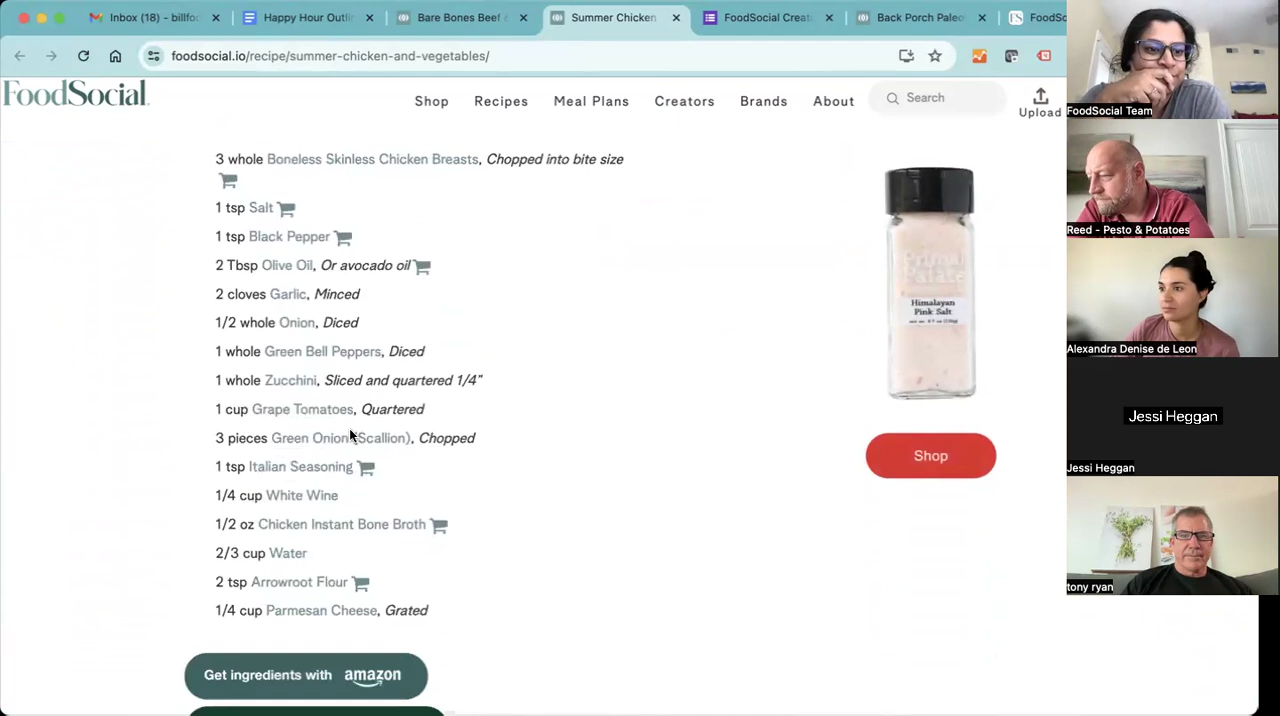 Inbox (18) - billfo
Happy Hour Outli
Bare Bones Beef &
Summer Chicken
FoodSocial Creat
Back Porch Paleo
FoodSo
foodsocial.io/recipe/summer-chicken-and-vegetables/
FoodSocial
Shop Recipes Meal Plans Creators Brands About
Search
Upload
3 whole Boneless Skinless Chicken Breasts, Chopped into bite size
1 tsp Salt
1 tsp Black Pepper
2 Tbsp Olive Oil, Or avocado oil
2 cloves Garlic, Minced
1/2 whole Onion, Diced
1 whole Green Bell Peppers, Diced
1 whole Zucchini, Sliced and quartered 1/4”
1 cup Grape Tomatoes, Quartered
3 pieces Green Onion (Scallion), Chopped
1 tsp Italian Seasoning
1/4 cup White Wine
1/2 oz Chicken Instant Bone Broth
2/3 cup Water
2 tsp Arrowroot Flour
1/4 cup Parmesan Cheese, Grated
Get ingredients with amazon
Primal
Palate
Himalayan
Pink Salt
Shop
FoodSocial Team
Reed - Pesto & Potatoes
Alexandra Denise de Leon
Jessi Heggan
Jessi Heggan
tony ryan